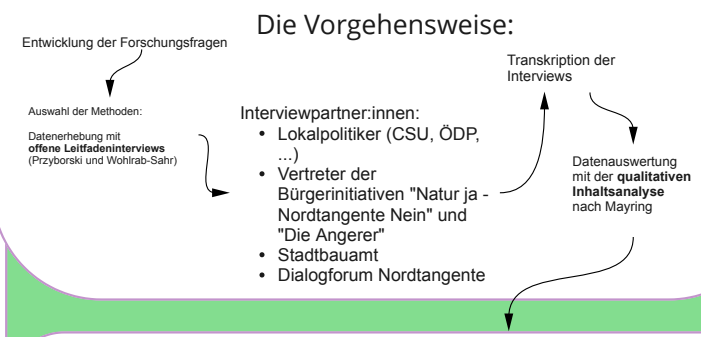 Die Vorgehensweise:
Entwicklung der Forschungsfragen
Auswahl der Methoden:
Datenerhebung mit
offene Leitfadeninterviews
(Przyborski und Wohlrab-Sahr)
Interviewpartner:innen:
• Lokalpolitiker (CSU, ÖDP,
...)
• Vertreter der
Bürgerinitiativen "Natur ja -
Nordtangente Nein" und
"Die Angerer"
• Stadtbauamt
• Dialogforum Nordtangente
Transkription der
Interviews
Datenauswertung
mit der qualitativen
Inhaltsanalyse
nach Mayring